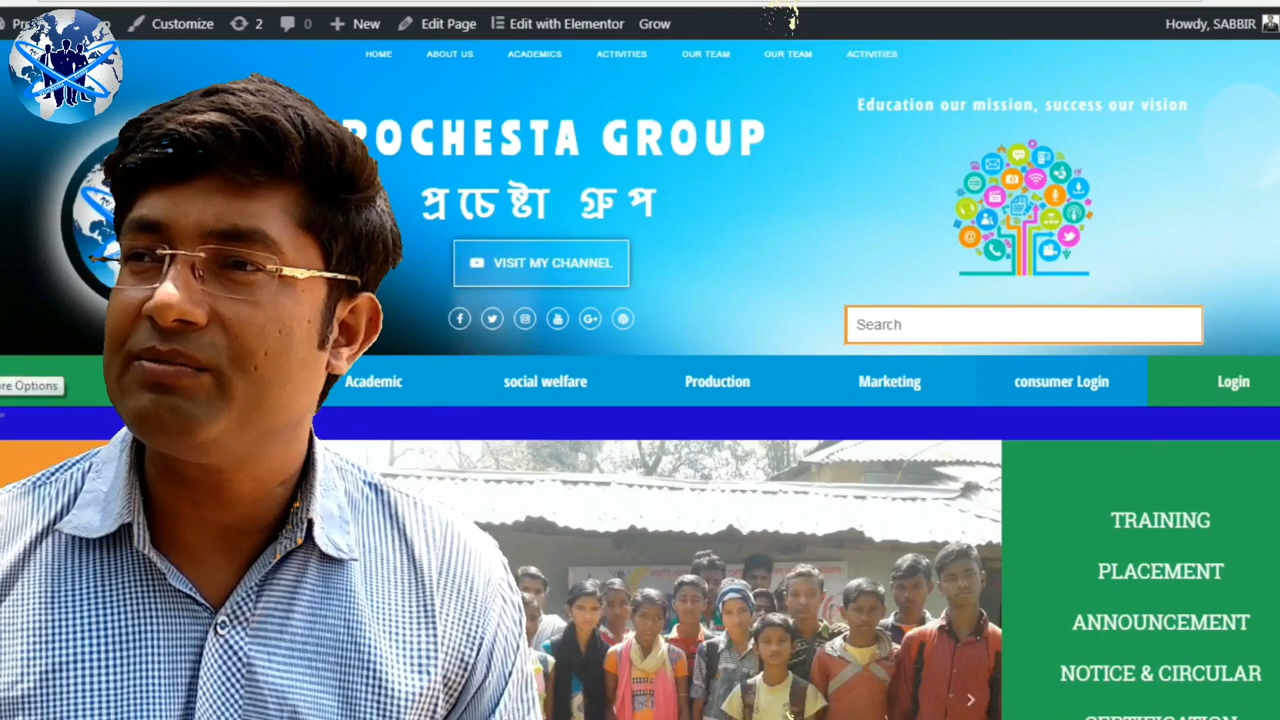 Customize 2 0 New Edit Page Edit with Elementor Grow Howdy, SABBIR
HOME ABOUT US ACADEMICS ACTIVITIES OUR TEAM OUR TEAM ACTIVITIES
Education our mission, success our vision
ROCHESTA GROUP
প্রচেষ্টা গ্রুপ
VISIT MY CHANNEL
Search
Academic social welfare Production Marketing consumer Login Login
Options
TRAINING
PLACEMENT
ANNOUNCEMENT
NOTICE & CIRCULAR
CERTIFICATION